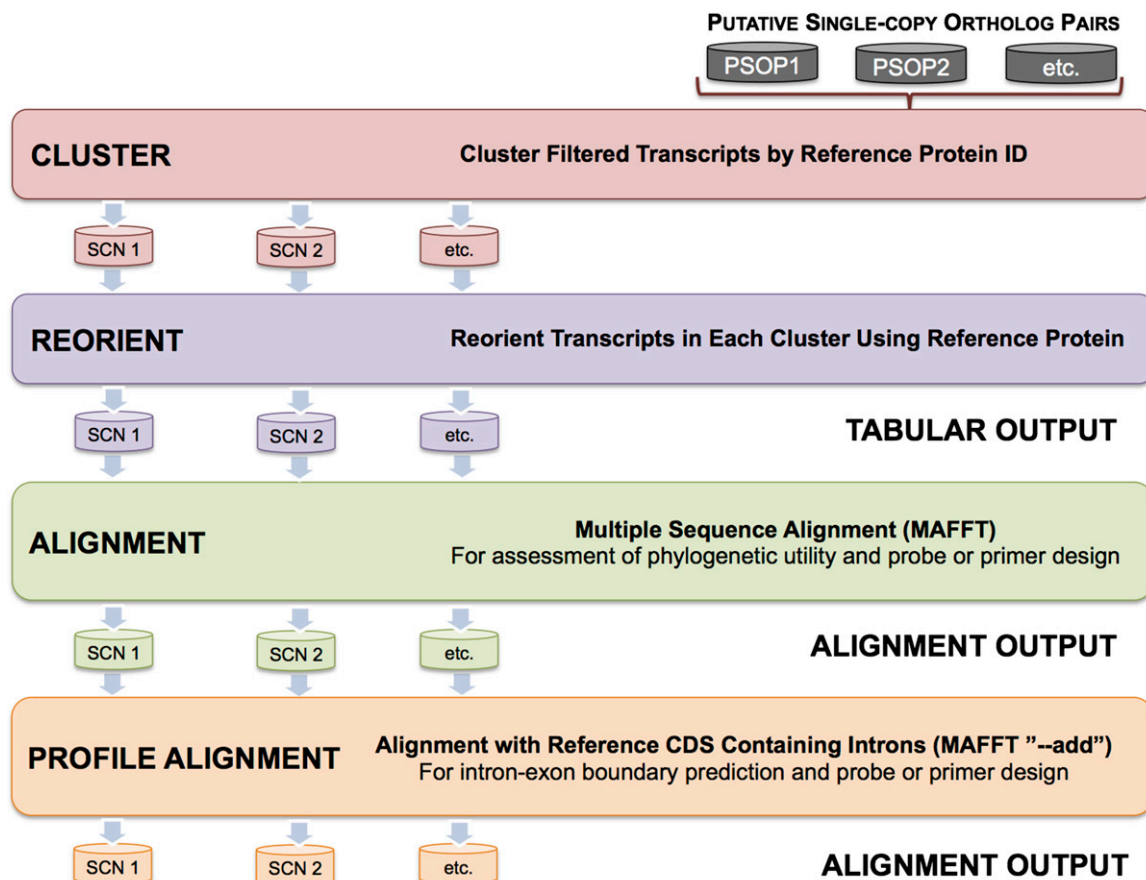 PUTATIVE SINGLE-COPY ORTHOLOG PAIRS
PSOP1 PSOP2 etc.
CLUSTER Cluster Filtered Transcripts by Reference Protein ID
SCN 1 SCN 2 etc.
REORIENT Reorient Transcripts in Each Cluster Using Reference Protein
SCN 1 SCN 2 etc. TABULAR OUTPUT
ALIGNMENT Multiple Sequence Alignment (MAFFT)
For assessment of phylogenetic utility and probe or primer design
SCN 1 SCN 2 etc. ALIGNMENT OUTPUT
PROFILE ALIGNMENT Alignment with Reference CDS Containing Introns (MAFFT ”--add”)
For intron-exon boundary prediction and probe or primer design
SCN 1 SCN 2 etc. ALIGNMENT OUTPUT